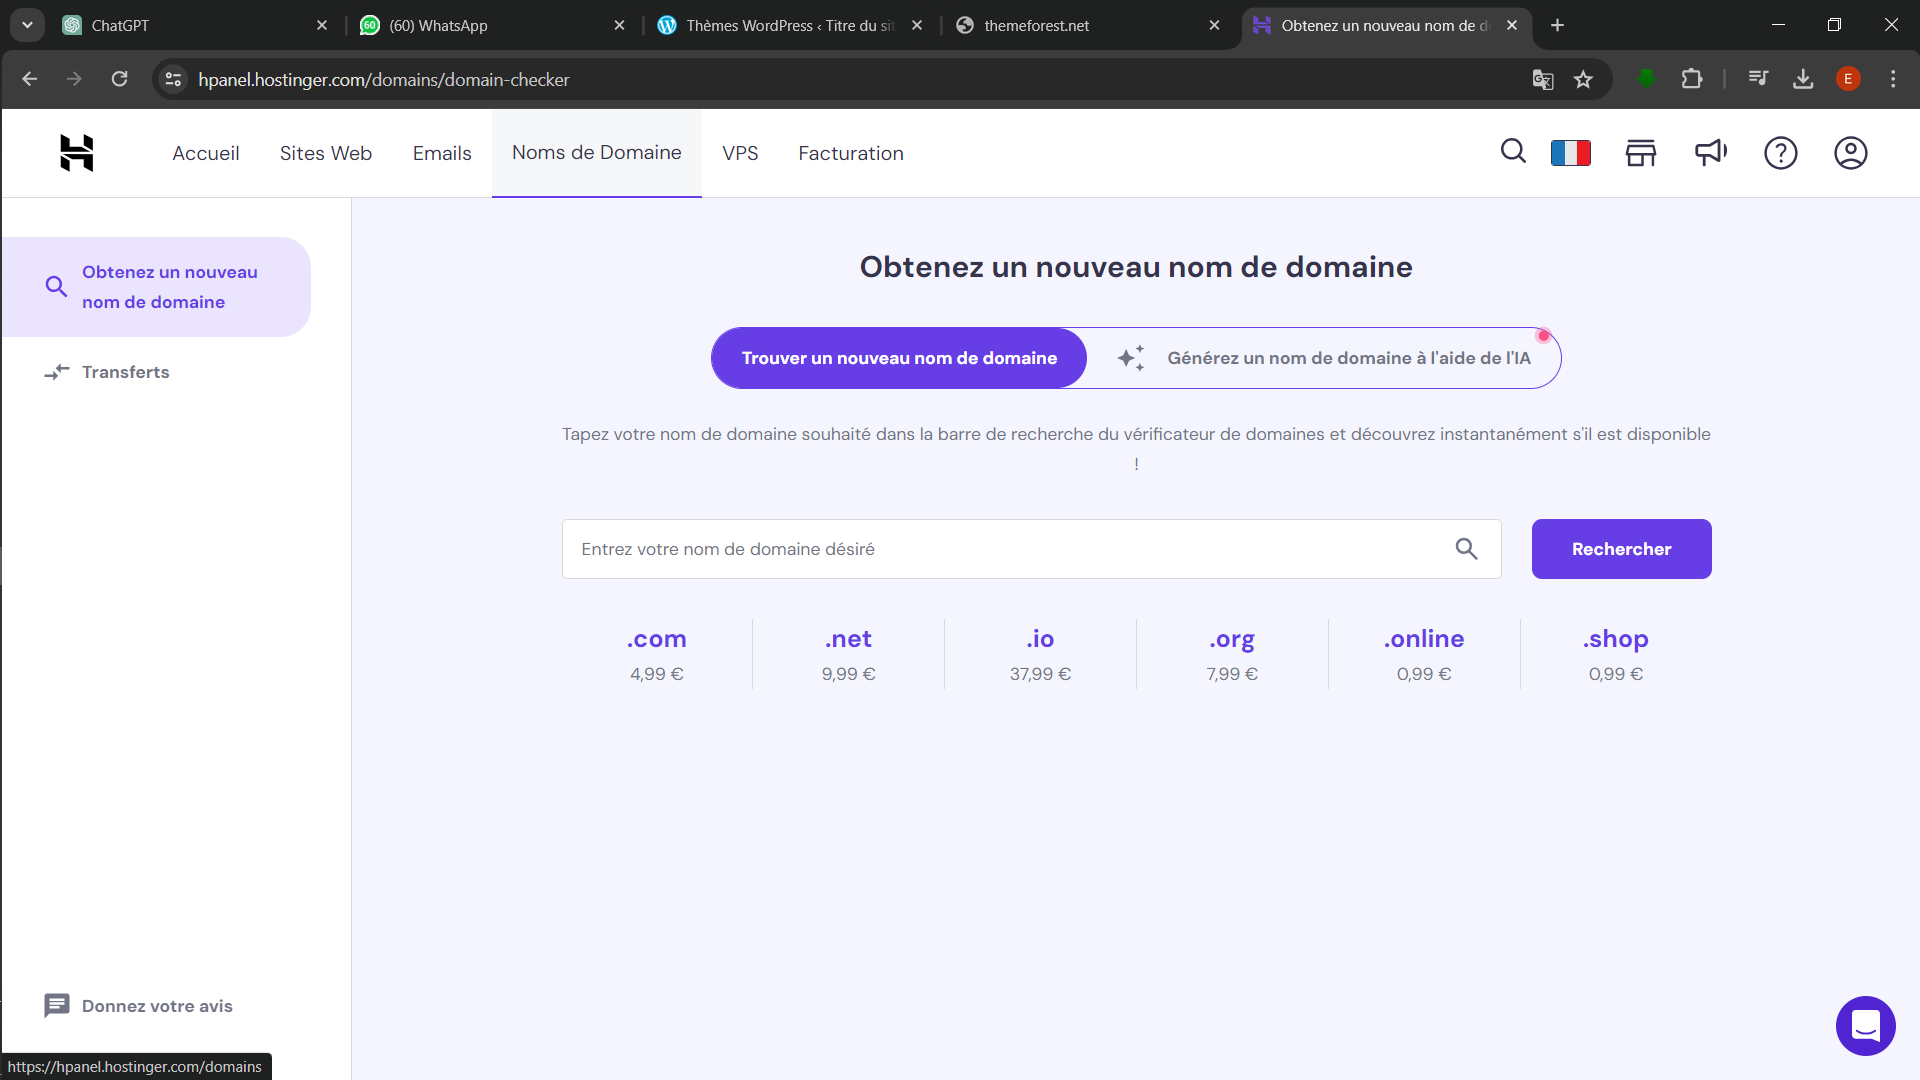 ChatGPT
60
(60) WhatsApp
Thèmes WordPress ‹ Titre du si
themeforest.net
Obtenez un nouveau nom de d
hpanel.hostinger.com/domains/domain-checker
E
Accueil
Sites Web
Emails
Noms de Domaine
VPS
Facturation
Obtenez un nouveau
nom de domaine
Transferts
Obtenez un nouveau nom de domaine
Trouver un nouveau nom de domaine
Générez un nom de domaine à l'aide de l'IA
Tapez votre nom de domaine souhaité dans la barre de recherche du vérificateur de domaines et découvrez instantanément s'il est disponible
!
Entrez votre nom de domaine désiré
Rechercher
.com
4,99 €
.net
9,99 €
.io
37,99 €
.org
7,99 €
.online
0,99 €
.shop
0,99 €
Donnez votre avis
https://hpanel.hostinger.com/domains